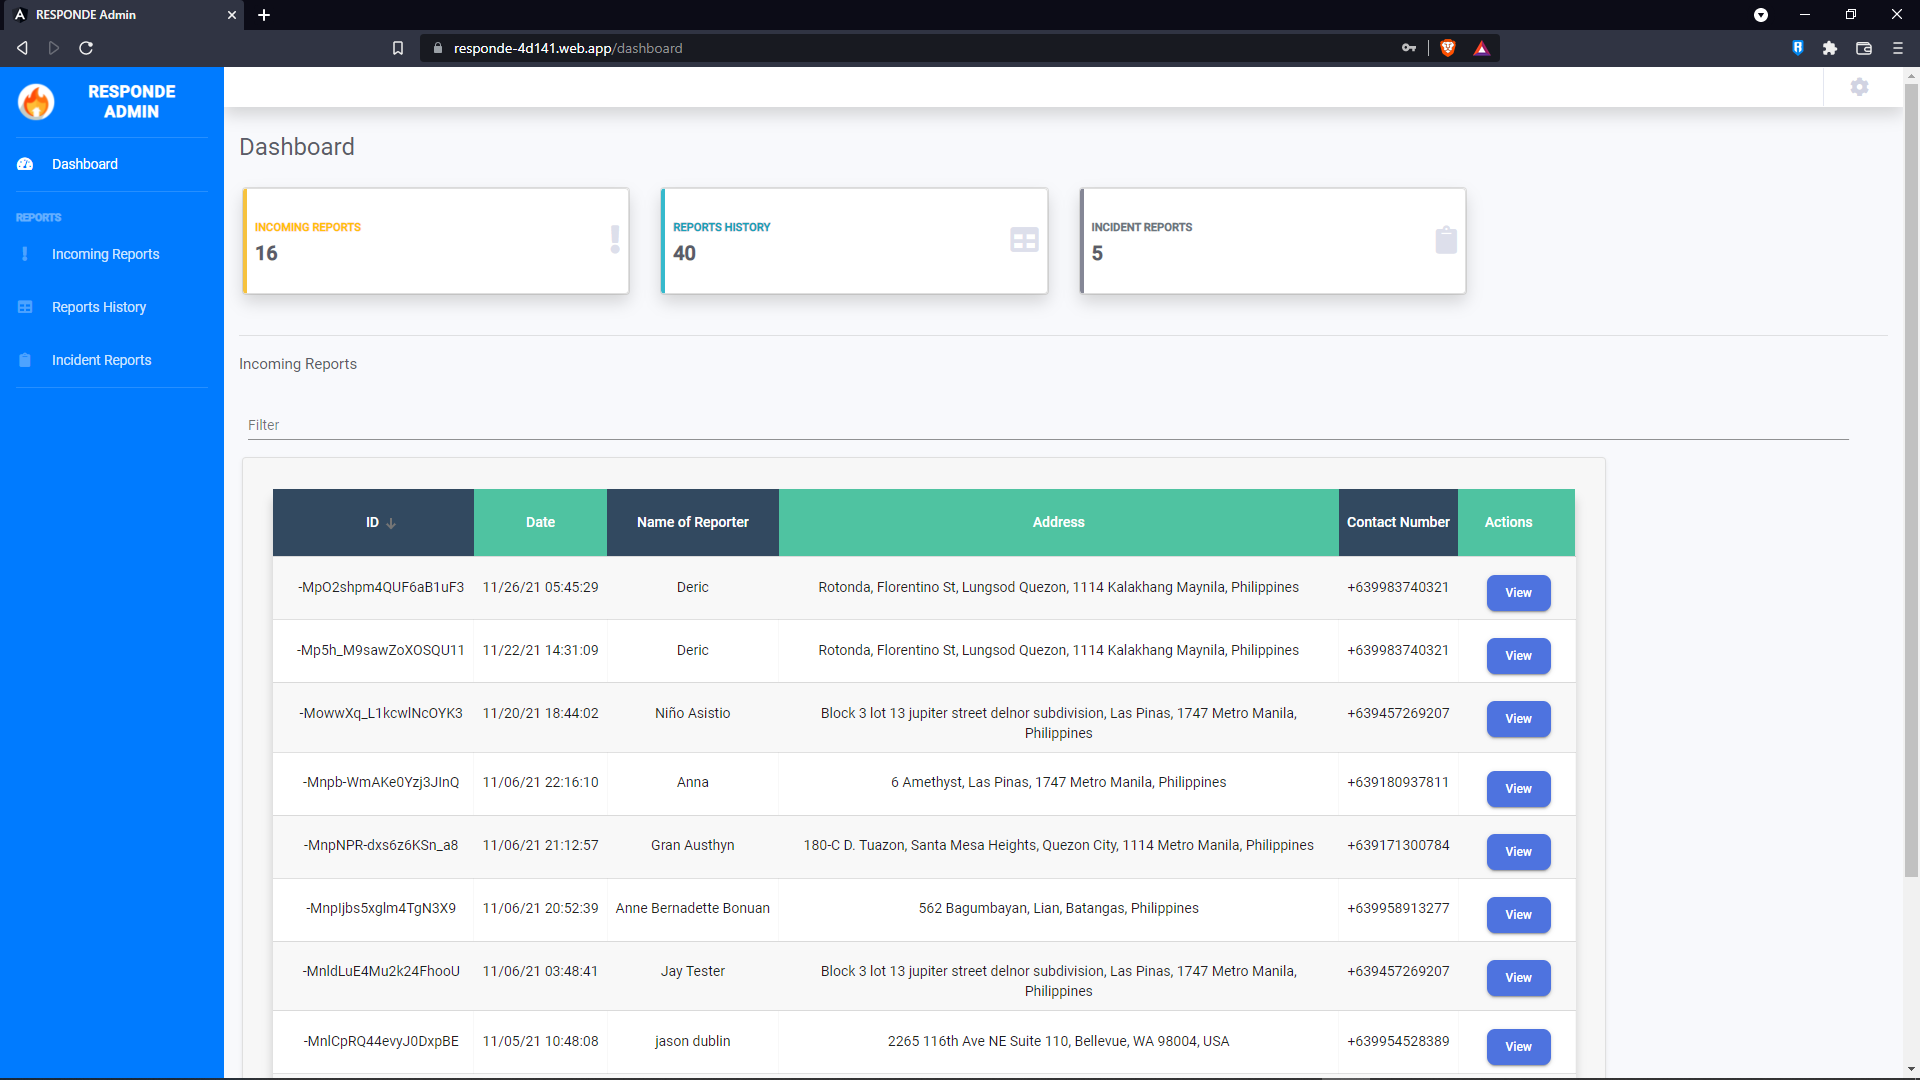 RESPONDE Admin
responde-4d141.web.app/dashboard
RESPONDE
ADMIN
Dashboard
REPORTS
Incoming Reports
Reports History
Incident Reports
Dashboard
INCOMING REPORTS
16
REPORTS HISTORY
40
INCIDENT REPORTS
5
Incoming Reports
Filter
ID Date Name of Reporter Address Contact Number Actions
-MpO2shpm4QUF6aB1uF3 11/26/21 05:45:29 Deric Rotonda, Florentino St, Lungsod Quezon, 1114 Kalakhang Maynila, Philippines +639983740321 View
-Mp5h_M9sawZoXOSQU11 11/22/21 14:31:09 Deric Rotonda, Florentino St, Lungsod Quezon, 1114 Kalakhang Maynila, Philippines +639983740321 View
-MowwXq_L1kcwlNcOYK3 11/20/21 18:44:02 Niño Asistio Block 3 lot 13 jupiter street delnor subdivision, Las Pinas, 1747 Metro Manila, +639457269207 View
Philippines
-Mnpb-WmAKe0Yzj3JInQ 11/06/21 22:16:10 Anna 6 Amethyst, Las Pinas, 1747 Metro Manila, Philippines +639180937811 View
-MnpNPR-dxs6z6KSn_a8 11/06/21 21:12:57 Gran Austhyn 180-C D. Tuazon, Santa Mesa Heights, Quezon City, 1114 Metro Manila, Philippines +639171300784 View
-MnpIjbs5xglm4TgN3X9 11/06/21 20:52:39 Anne Bernadette Bonuan 562 Bagumbayan, Lian, Batangas, Philippines +639958913277 View
-MnldLuE4Mu2k24FhooU 11/06/21 03:48:41 Jay Tester Block 3 lot 13 jupiter street delnor subdivision, Las Pinas, 1747 Metro Manila, +639457269207 View
Philippines
-MnlCpRQ44evyJ0DxpBE 11/05/21 10:48:08 jason dublin 2265 116th Ave NE Suite 110, Bellevue, WA 98004, USA +639954528389 View